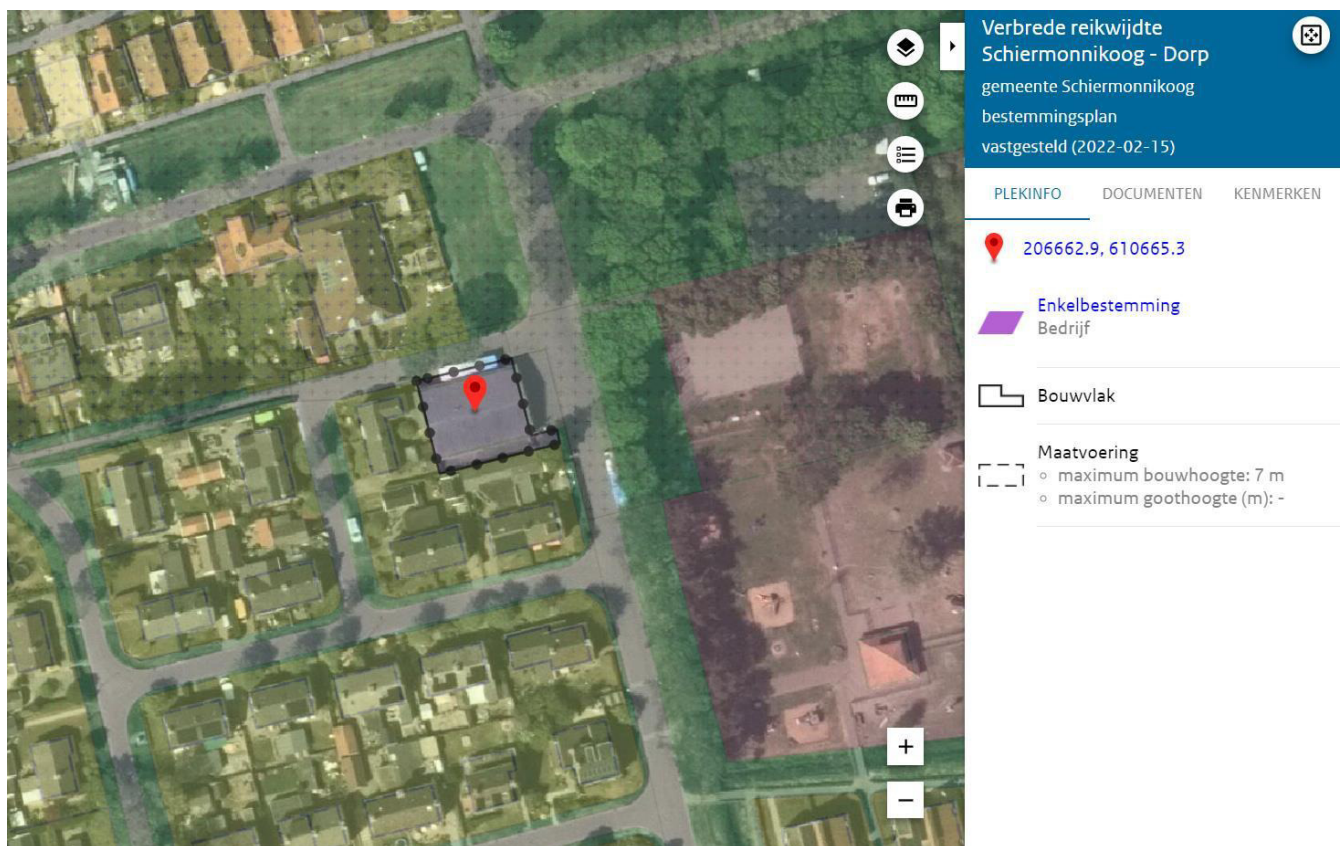 Verbrede reikwijdte
Schiermonnikoog - Dorp
gemeente Schiermonnikoog
bestemmingsplan
vastgesteld (2022-02-15)
PLEKINFO DOCUMENTEN KENMERKEN
206662.9, 610665.3
Enkelbestemming
Bedrijf
Bouwvlak
Maatvoering
maximum bouwhoogte: 7 m
maximum goothoogte (m): -